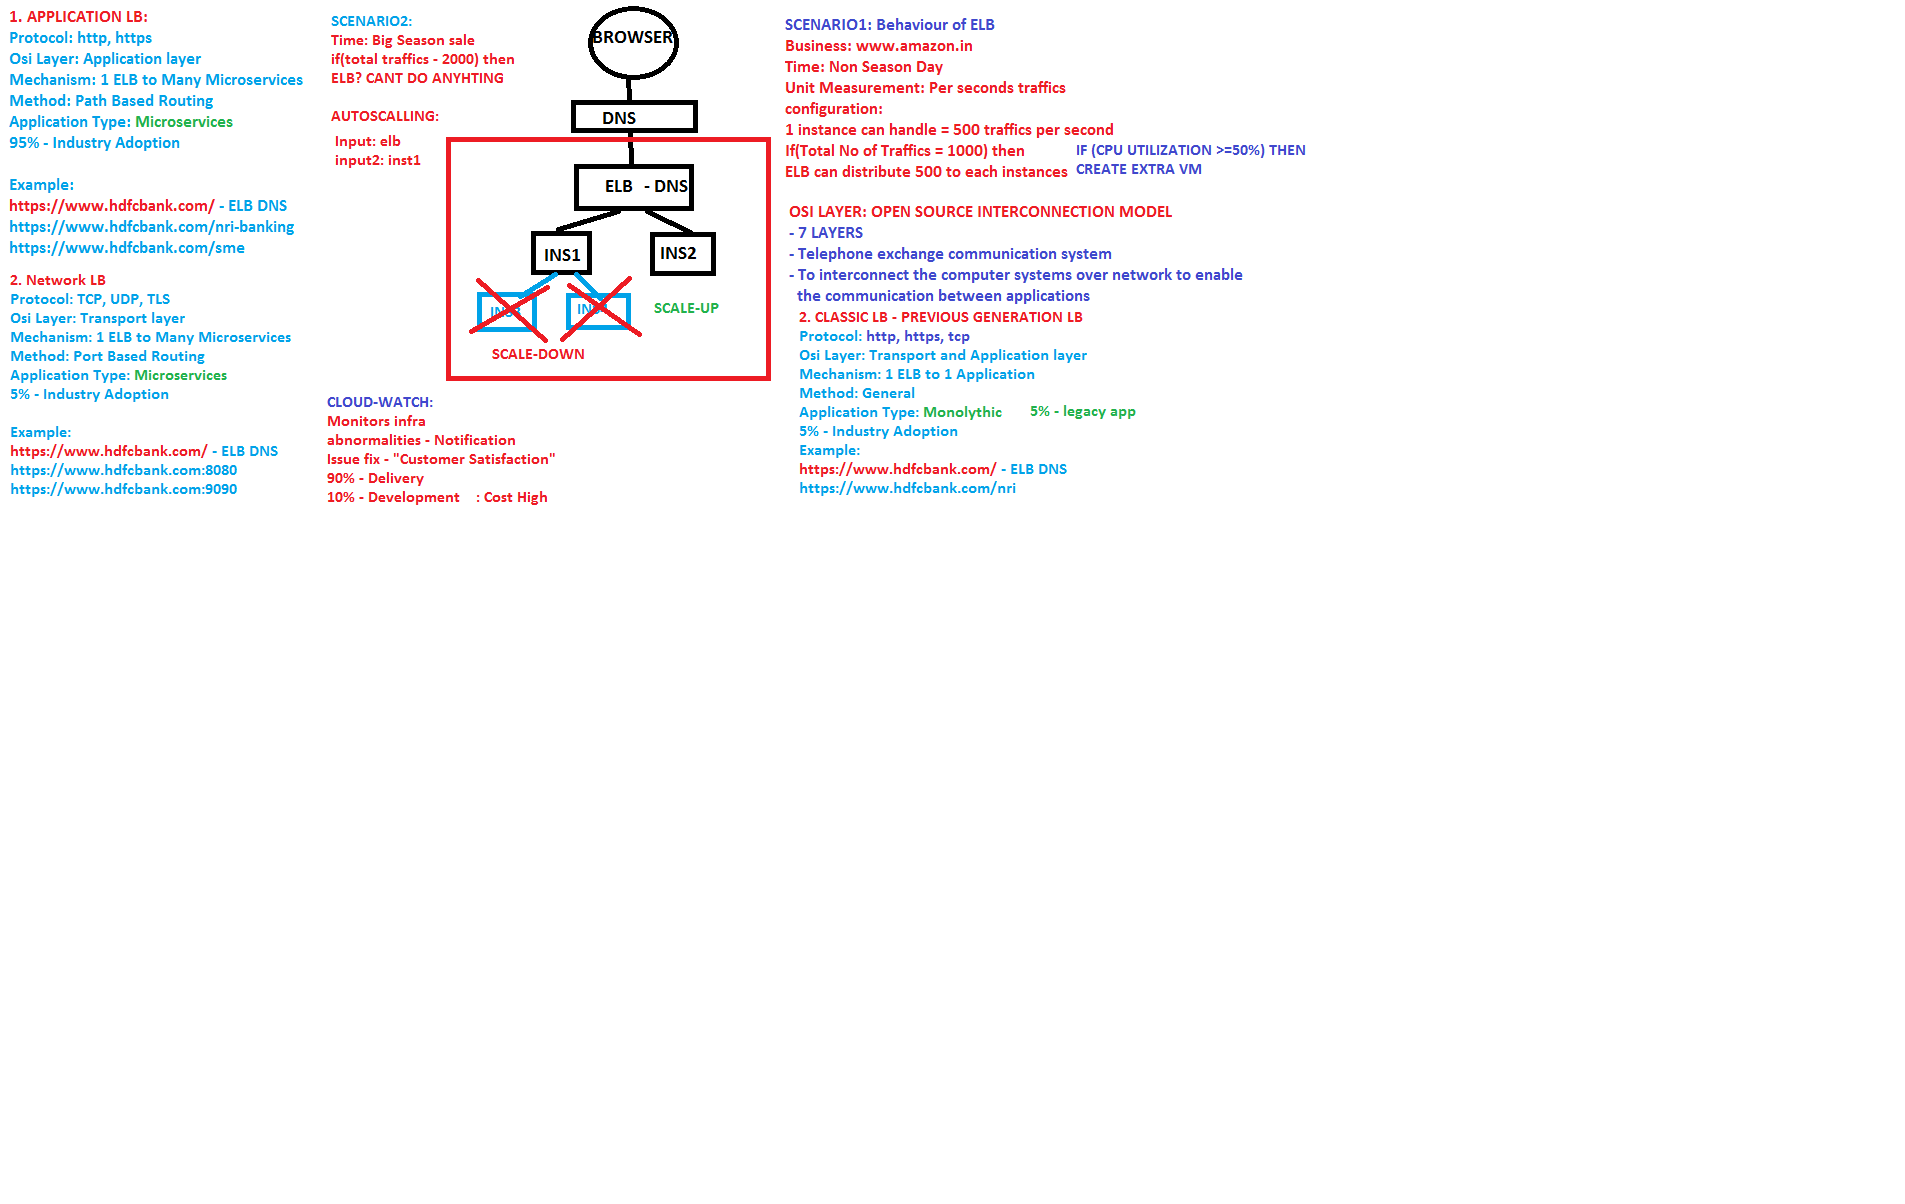 1. APPLICATION LB:
Protocol: http, https
Osi Layer: Application layer
Mechanism: 1 ELB to Many Microservices
Method: Path Based Routing
Application Type: Microservices
95% - Industry Adoption
Example:
https://www.hdfcbank.com/ - ELB DNS
https://www.hdfcbank.com/nri-banking
https://www.hdfcbank.com/sme
2. Network LB
Protocol: TCP, UDP, TLS
Osi Layer: Transport layer
Mechanism: 1 ELB to Many Microservices
Method: Port Based Routing
Application Type: Microservices
5% - Industry Adoption
Example:
https://www.hdfcbank.com/ - ELB DNS
https://www.hdfcbank.com:8080
https://www.hdfcbank.com:9090
SCENARIO2:
Time: Big Season sale
if(total traffics - 2000) then
ELB? CANT DO ANYHTING
AUTOSCALLING:
Input: elb
input2: inst1
BROWSER
DNS
ELB - DNS
INS1
INS2
SCALE-UP
SCALE-DOWN
CLOUD-WATCH:
Monitors infra
abnormalities - Notification
Issue fix - "Customer Satisfaction"
90% - Delivery
10% - Development : Cost High
SCENARIO1: Behaviour of ELB
Business: www.amazon.in
Time: Non Season Day
Unit Measurement: Per seconds traffics
configuration:
1 instance can handle = 500 traffics per second
If(Total No of Traffics = 1000) then
ELB can distribute 500 to each instances
IF (CPU UTILIZATION >=50%) THEN
CREATE EXTRA VM
OSI LAYER: OPEN SOURCE INTERCONNECTION MODEL
- 7 LAYERS
- Telephone exchange communication system
- To interconnect the computer systems over network to enable
the communication between applications
2. CLASSIC LB - PREVIOUS GENERATION LB
Protocol: http, https, tcp
Osi Layer: Transport and Application layer
Mechanism: 1 ELB to 1 Application
Method: General
Application Type: Monolythic 5% - legacy app
5% - Industry Adoption
Example:
https://www.hdfcbank.com/ - ELB DNS
https://www.hdfcbank.com/nri